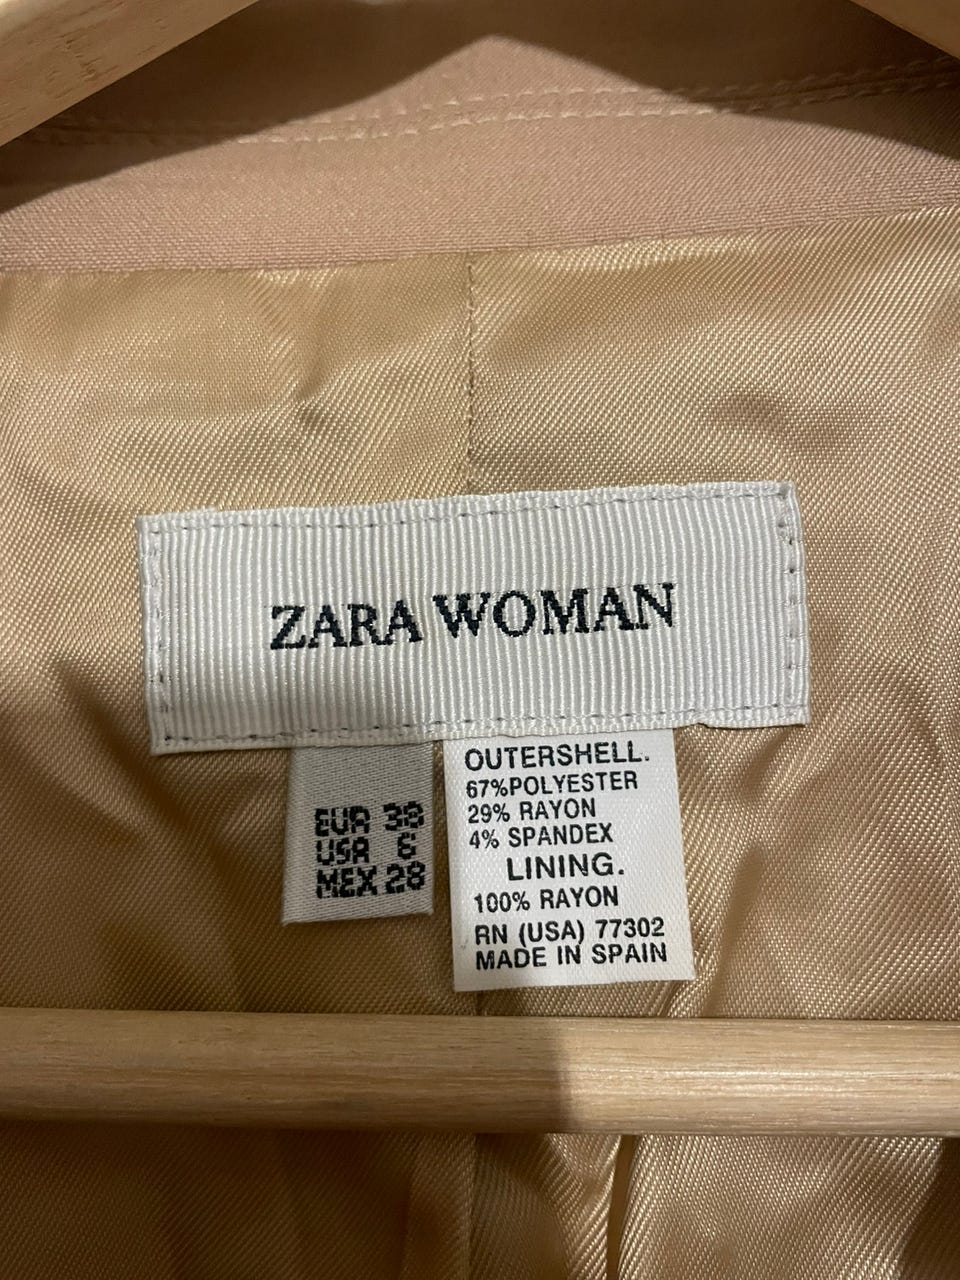 ZARA WOMAN
EUR 38
USA 6
MEX 28
OUTERSHELL.
67%POLYESTER
29% RAYON
4% SPANDEX
LINING.
100% RAYON
RN (USA) 77302
MADE IN SPAIN